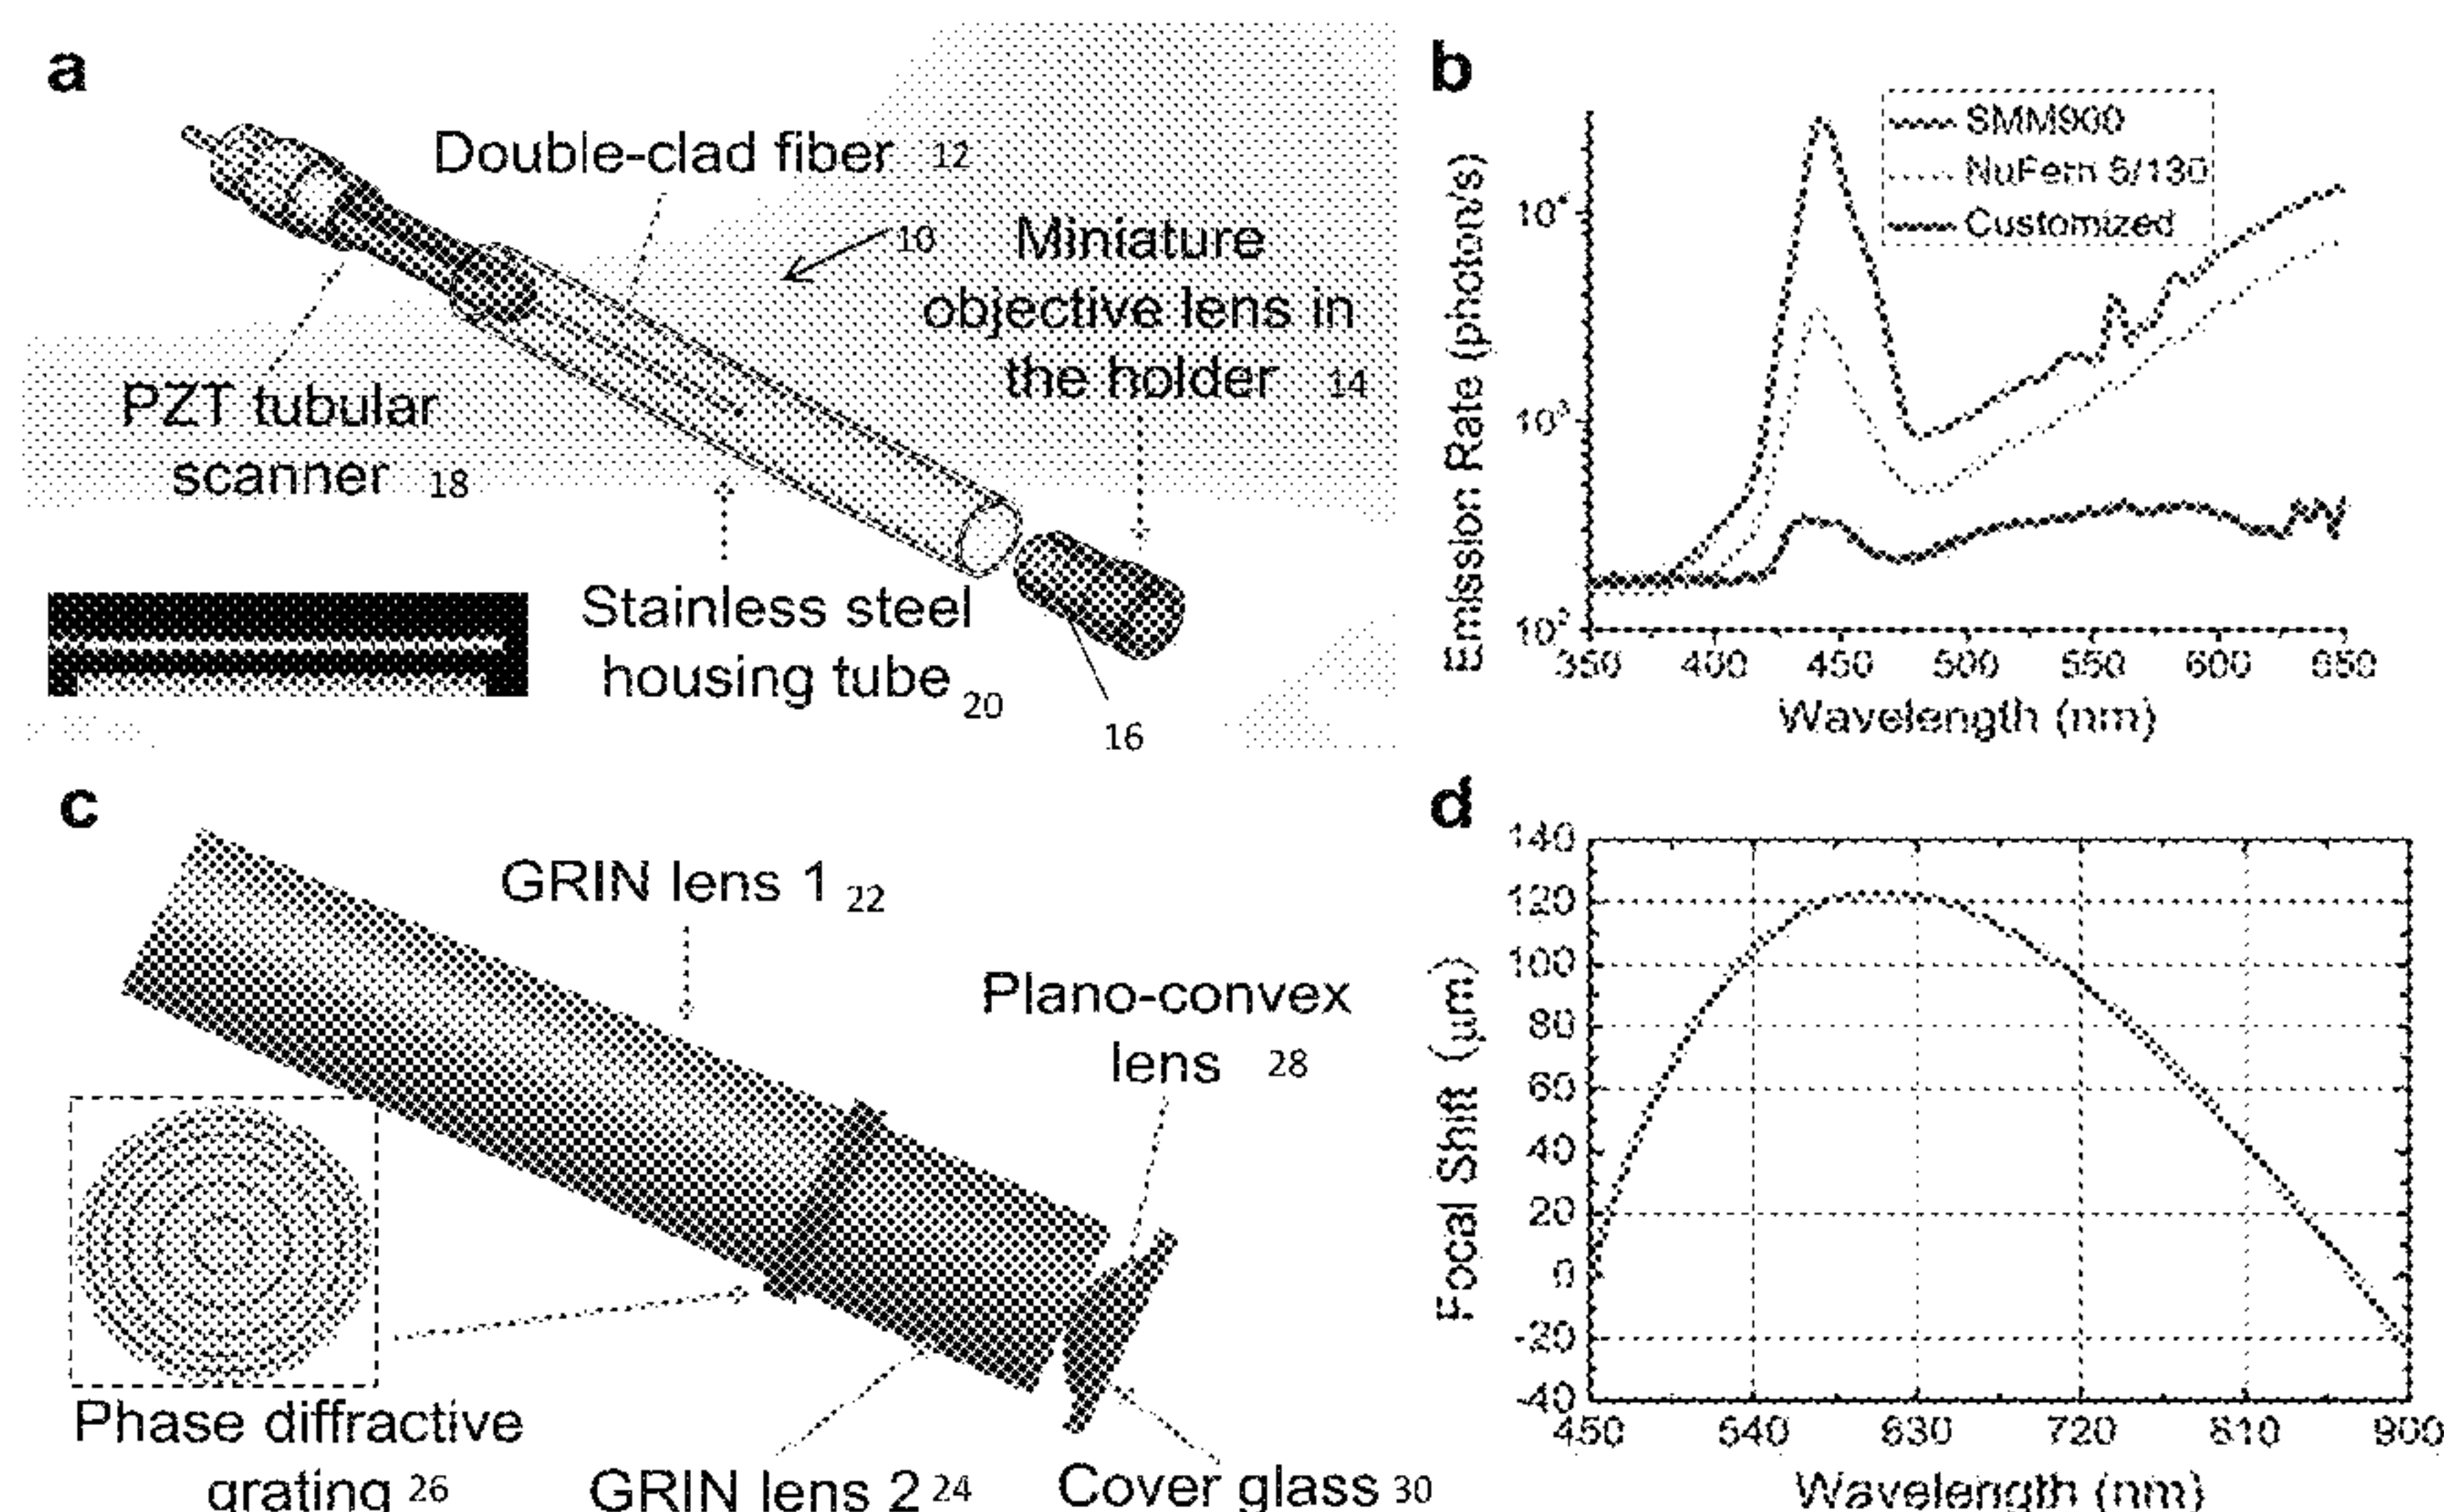 a
Double-clad fiber 12
10
Miniature
objective lens in
the holder 14
PZT tubular
scanner 18
Stainless steel
housing tube 20
16
b
SMM900
NuFern 5/130
Customized
Emission Rate (photon/s)
10⁴
10³
10²
350 400 450 500 550 600 650
Wavelength (nm)
c
GRIN lens 1 22
Plano-convex
lens 28
Phase diffractive
grating 26
GRIN lens 2 24
Cover glass 30
d
Focal Shift (μm)
140
120
100
80
60
40
20
0
-20
-40
450 540 630 720 810 900
Wavelength (nm)